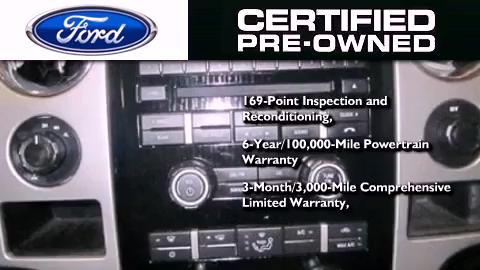 Ford
CERTIFIED
PRE-OWNED
169-Point Inspection and
Reconditioning,
6-Year/100,000-Mile Powertrain
Warranty
3-Month/3,000-Mile Comprehensive
Limited Warranty,